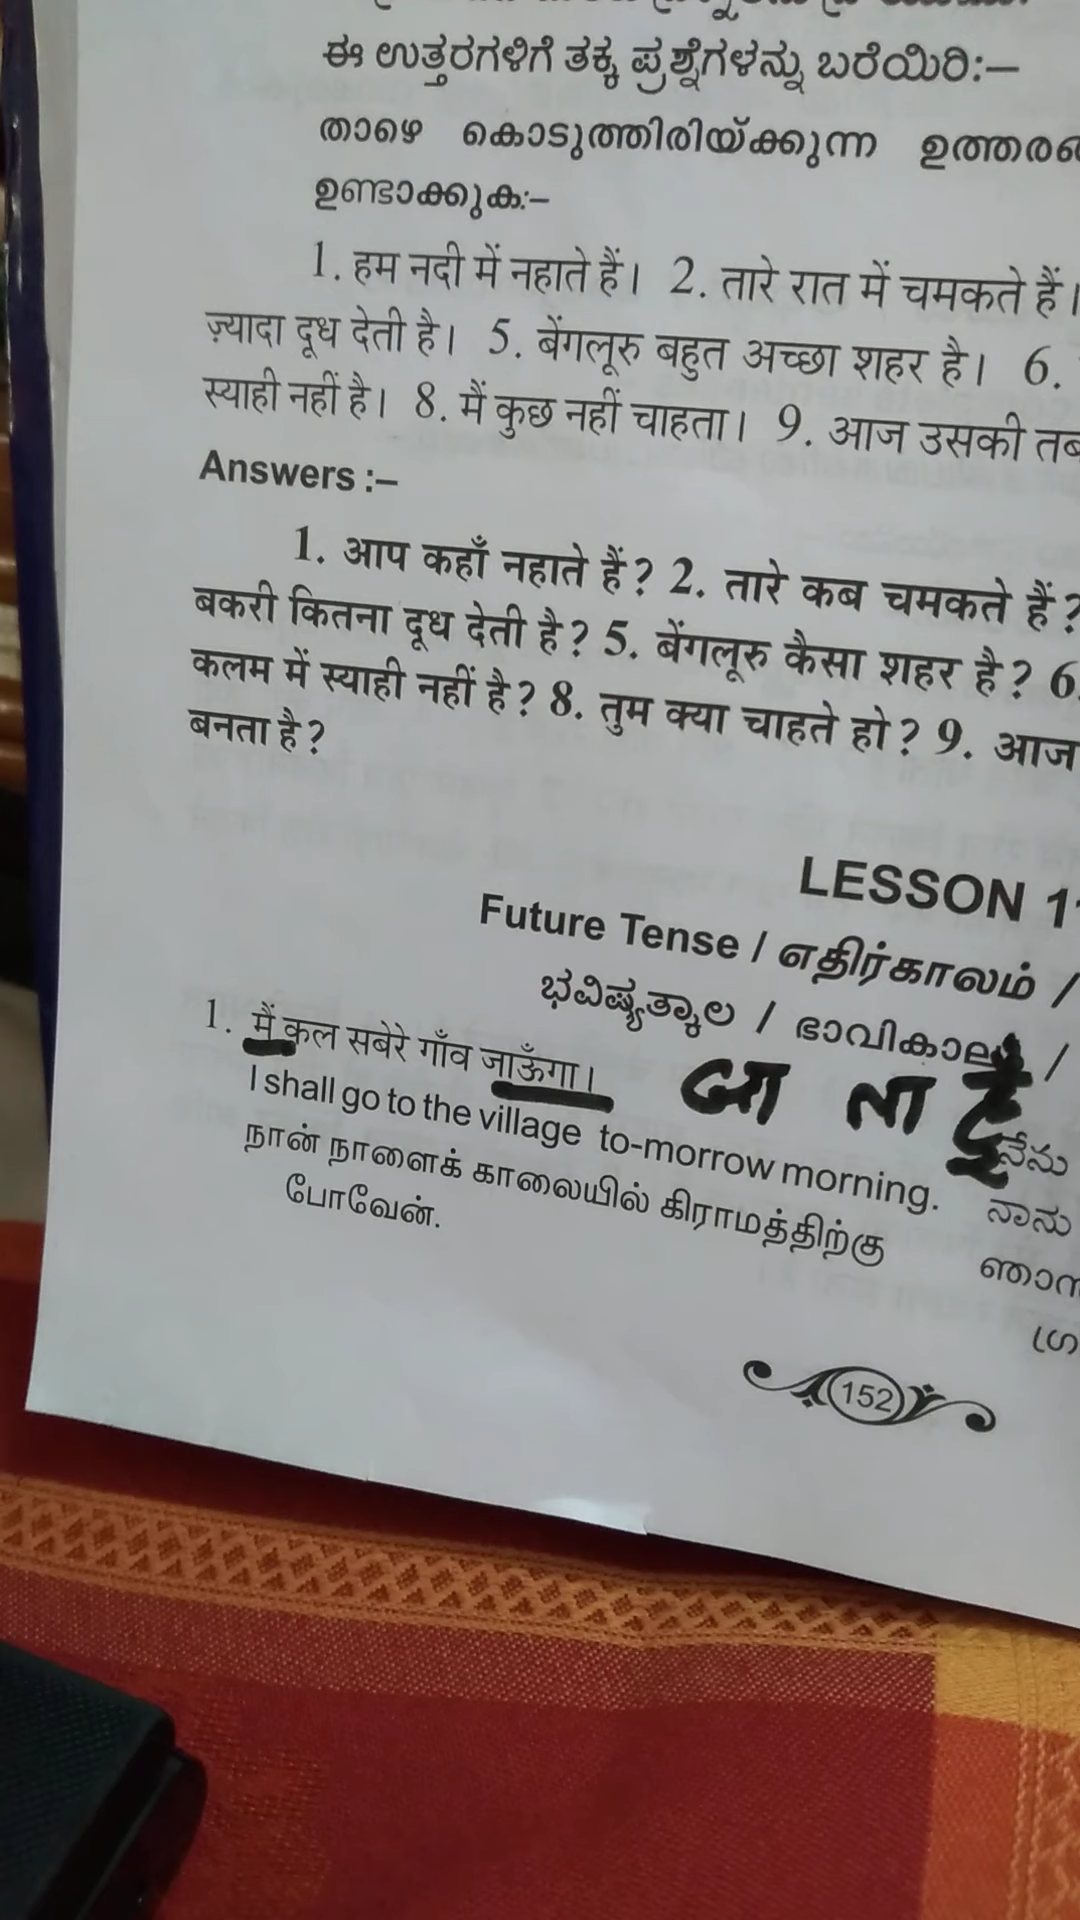 ಈ ಉತ್ತರಗಳಿಗೆ ತಕ್ಕ ಪ್ರಶ್ನೆಗಳನ್ನು ಬರೆಯಿರಿ:–
താഴെ കൊടുത്തിരിയ്ക്കുന്ന
ഉണ്ടാക്കുക:–
1. हम नदी में नहाते हैं। 2. तारे रात में चमकते हैं।
ज़्यादा दूध देती है। 5. बेंगलूरु बहुत अच्छा शहर है। 6.
स्याही नहीं है। 8. मैं कुछ नहीं चाहता। 9. आज उसकी
Answers :–
1. आप कहाँ नहाते हैं? 2. तारे कब चमकते हैं?
बकरी कितना दूध देती है? 5. बेंगलूरु कैसा शहर है? 6.
कलम में स्याही नहीं है? 8. तुम क्या चाहते हो? 9. आज
बनता है?
LESSON
Future Tense / எதிர்காலம் /
ಭವಿಷ್ಯತ್ಕಾಲ / ഭാവികാലം /
1. मैं कल सबेरे गाँव जाऊँगा।
जा ता हूँ
I shall go to the village to-morrow morning.
ನೇನು
நான் நாளைக் காலையில் கிராமத்திற்கு
ನಾನು
போவேன்.
152